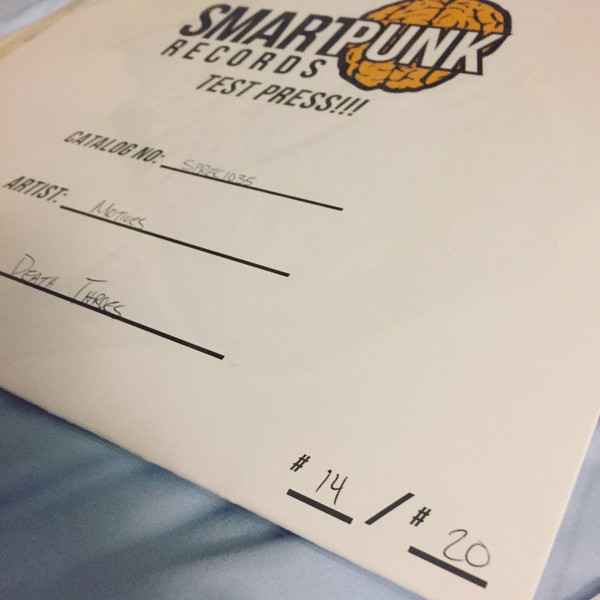 SMARTPUNK
RECORDS
TEST PRESS!!!
CATALOG NO:
ARTIST: Motives
DEATH THROES
# 14 / # 20